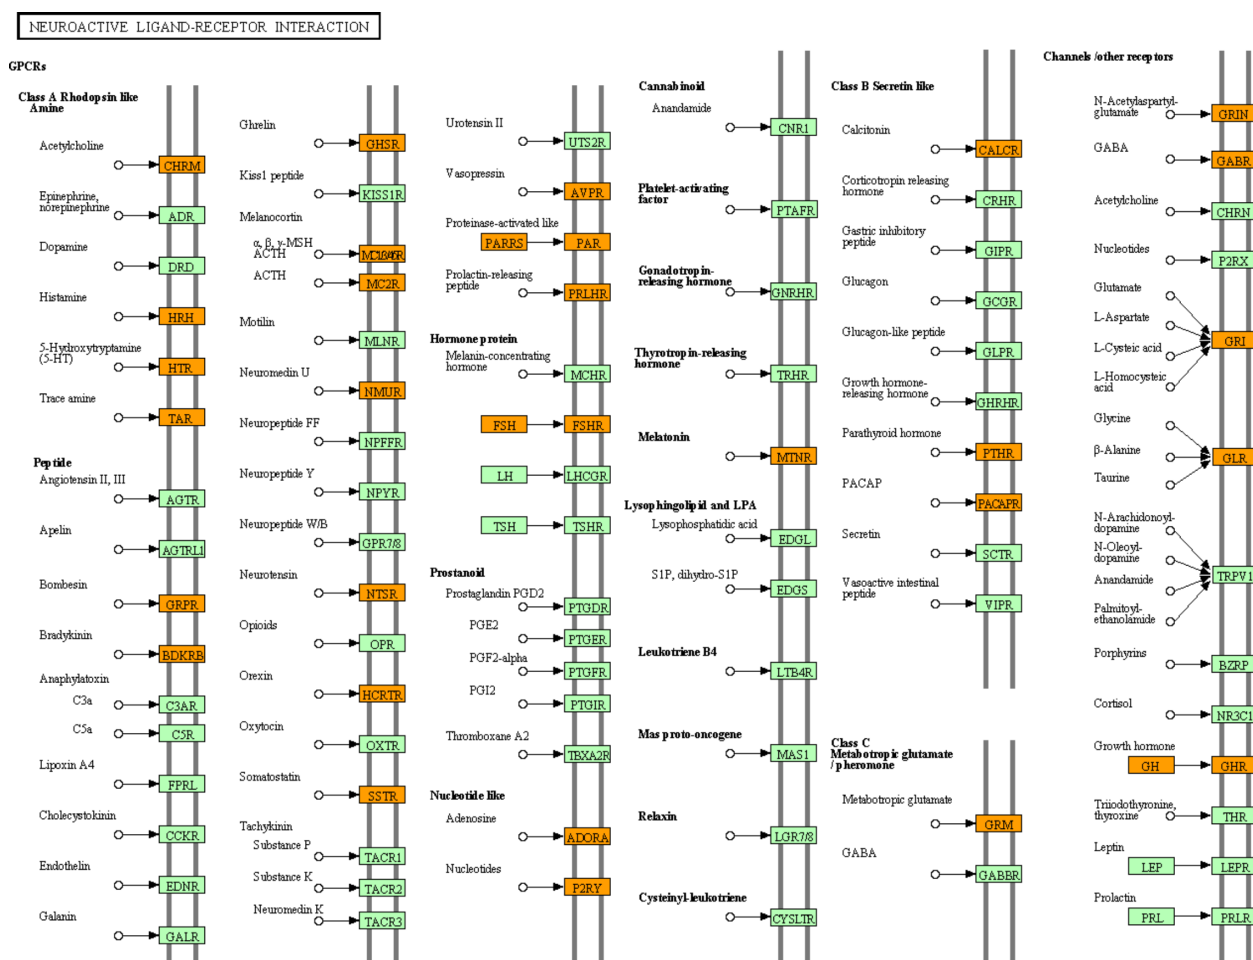 NEUROACTIVE LIGAND-RECEPTOR INTERACTION
GPCRs
Class A Rhodopsin like
Amine
Acetylcholine
CHRM
Epinephrine,
norepinephrine
ADR
Dopamine
DRD
Histamine
HRH
5-Hydroxytryptamine
(5-HT)
HTR
Trace amine
TAR
Peptide
Angiotensin II, III
AGTR
Apelin
AGTRL1
Bombesin
GRPR
Bradykinin
BDKRB
Anaphylatoxin
C3a
C3AR
C5a
C5R
Lipoxin A4
FPRL
Cholecystokinin
CCKR
Endothelin
EDNR
Galanin
GALR
Ghrelin
GHSR
Kiss1 peptide
KISS1R
Melanocortin
α, β, γ-MSH
ACTH
ACTH
MC2R
Motilin
MLNR
Neuromedin U
NMUR
Neuropeptide FF
NPFFR
Neuropeptide Y
NPYR
Neuropeptide W/B
GPR7/8
Neurotensin
NTSR
Opioids
OPR
Orexin
HCRTR
Oxytocin
OXTR
Somatostatin
SSTR
Tachykinin
Substance P
TACR1
Substance K
TACR2
Neuromedin K
TACR3
Urotensin II
UTS2R
Vasopressin
AVPR
Proteinase-activated like
PARRS
PAR
Prolactin-releasing
peptide
PRLHR
Hormone protein
Melanin-concentrating
hormone
MCHR
FSH
FSHR
LH
LHCGR
TSH
TSHR
Prostanoid
Prostaglandin PGD2
PTGDR
PGE2
PTGER
PGF2-alpha
PTGFR
PGI2
PTGIR
Thromboxane A2
TBXA2R
Nucleotide like
Adenosine
ADORA
Nucleotides
P2RY
Cannabinoid
Anandamide
CNR1
Platelet-activating
factor
PTAFR
Gonadotropin-
releasing hormone
GNRHR
Thyrotropin-releasing
hormone
TRHR
Melatonin
MTNR
Lysophingolipid and LPA
Lysophosphatidic acid
EDGL
S1P, dihydro-S1P
EDGS
Leukotriene B4
LTB4R
Mas proto-oncogene
MAS1
Relaxin
LGR7/8
Cysteinyl-leukotriene
CYSLTR
Class B Secretin like
Calcitonin
CALCR
Corticotropin releasing
hormone
CRHR
Gastric inhibitory
peptide
GIPR
Glucagon
GCGR
Glucagon-like peptide
GLPR
Growth hormone-
releasing hormone
GHRHR
Parathyroid hormone
PTHR
PACAP
PACAPR
Secretin
SCTR
Vasoactive intestinal
peptide
VIPR
Class C
Metabotropic glutamate
/ pheromone
Metabotropic glutamate
GRM
GABA
GABBR
Channels /other receptors
N-Acetylaspartyl-
glutamate
GRIN
GABA
GABR
Acetylcholine
CHRN
Nucleotides
P2RX
Glutamate
L-Aspartate
L-Cysteic acid
L-Homocysteic
acid
GRI
Glycine
β-Alanine
Taurine
GLR
N-Arachidonoyl-
dopamine
N-Oleoyl-
dopamine
Anandamide
Palmitoyl-
ethanolamide
TRPV1
Porphyrins
BZRP
Cortisol
NR3C1
Growth hormone
GH
GHR
Triiodothyronine,
thyroxine
THR
Leptin
LEP
LEPR
Prolactin
PRL
PRLR